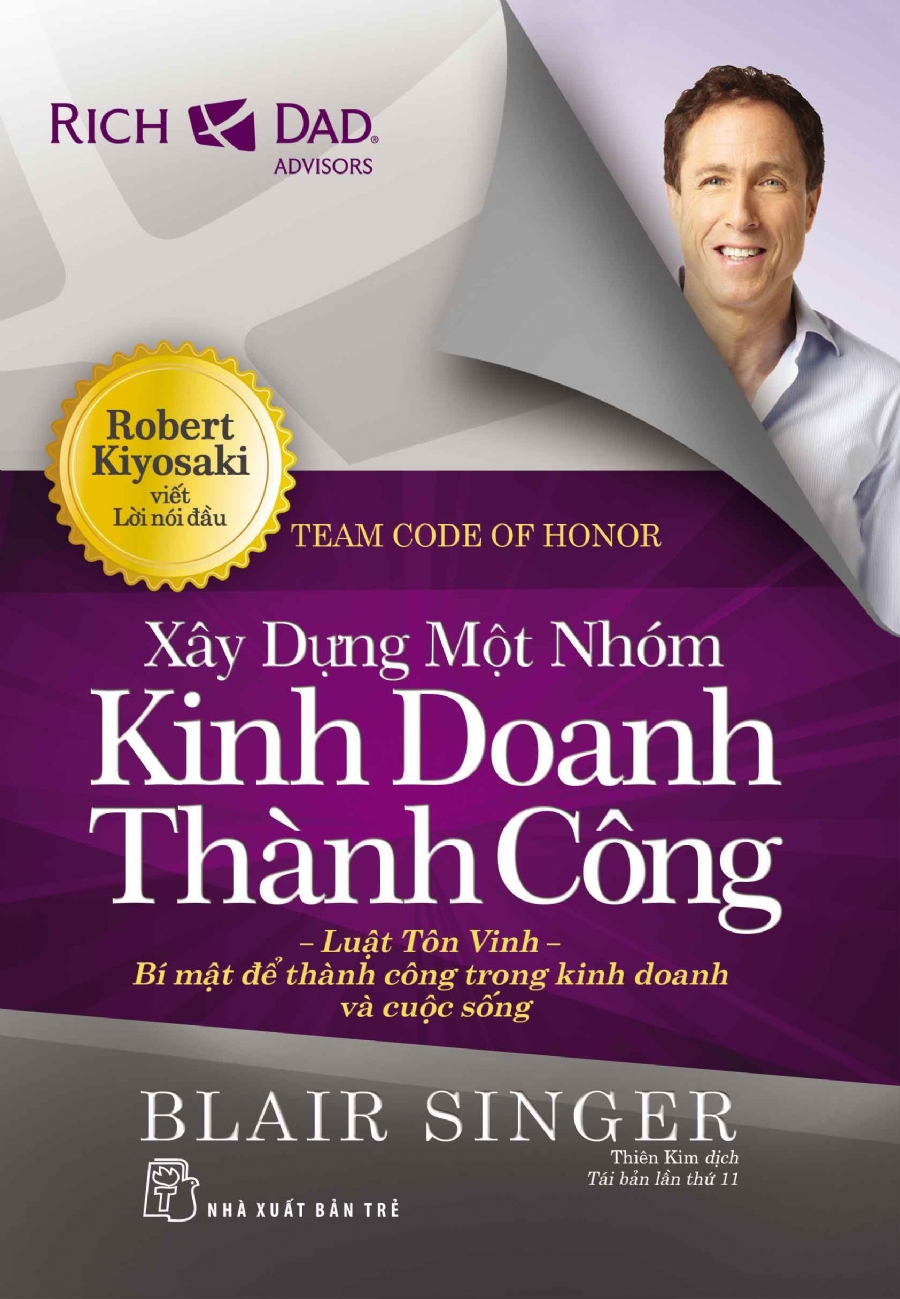 RICH DAD®
ADVISORS
Robert
Kiyosaki
viết
Lời nói đầu
TEAM CODE OF HONOR
Xây Dựng Một Nhóm
Kinh Doanh
Thành Công
– Luật Tôn Vinh –
Bí mật để thành công trong kinh doanh
và cuộc sống
BLAIR SINGER
Thiên Kim dịch
Tái bản lần thứ 11
T
NHÀ XUẤT BẢN TRẺ